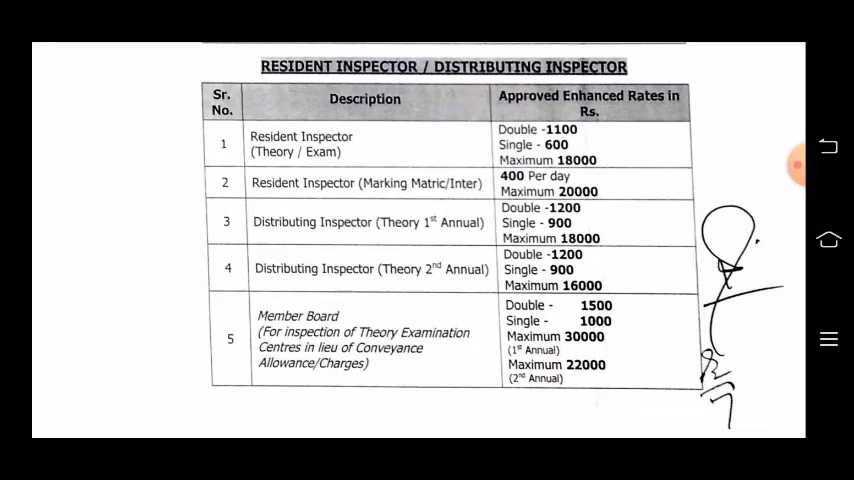 RESIDENT INSPECTOR / DISTRIBUTING INSPECTOR
Sr. No. Description Approved Enhanced Rates in Rs.
1 Resident Inspector (Theory / Exam) Double -1100
Single - 600
Maximum 18000
2 Resident Inspector (Marking Matric/Inter) 400 Per day
Maximum 20000
3 Distributing Inspector (Theory 1st Annual) Double -1200
Single - 900
Maximum 18000
4 Distributing Inspector (Theory 2nd Annual) Double -1200
Single - 900
Maximum 16000
5 Member Board
(For inspection of Theory Examination
Centres in lieu of Conveyance
Allowance/Charges)
Double - 1500
Single - 1000
Maximum 30000
(1st Annual)
Maximum 22000
(2nd Annual)